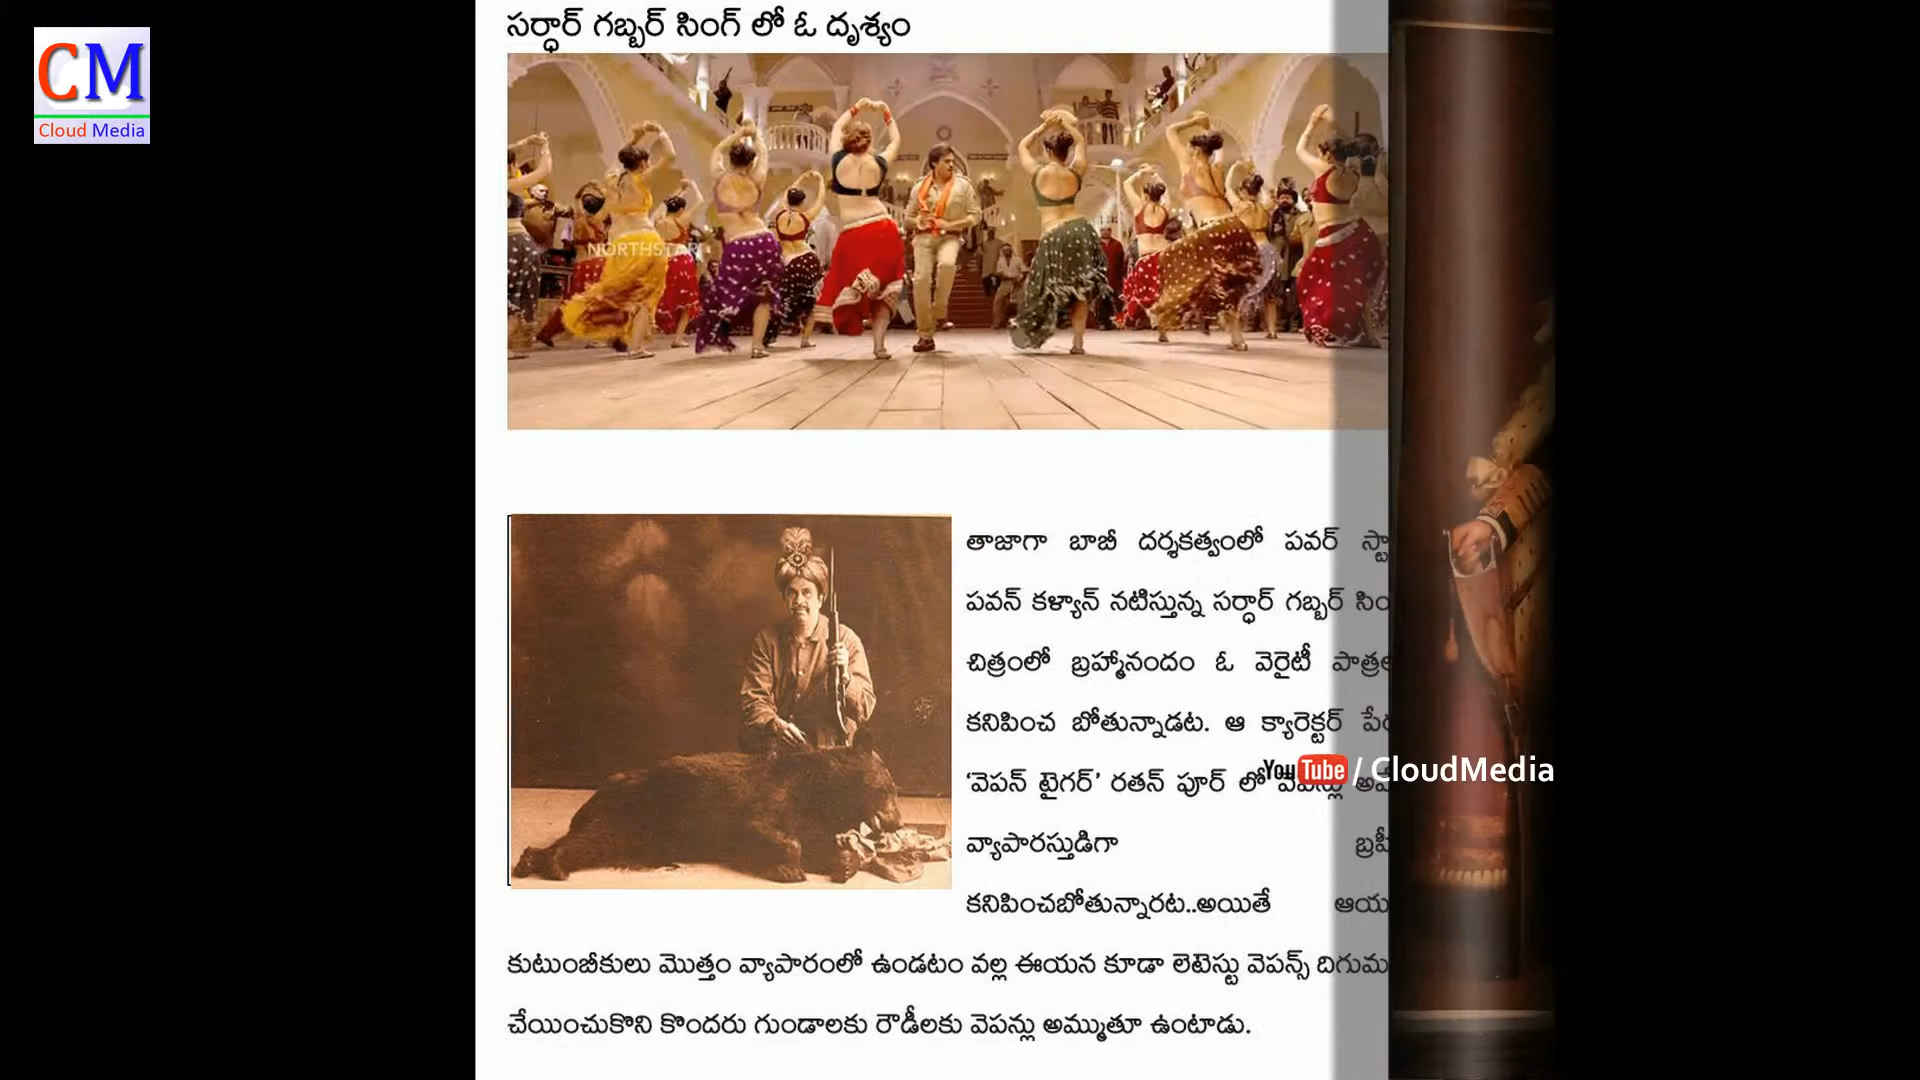 CM
Cloud Media
సర్ధార్ గబ్బర్ సింగ్ లో ఓ దృశ్యం
NORTHSTAR
తాజాగా బాబీ దర్శకత్వంలో పవర్
పవన్ కళ్యాన్ నటిస్తున్న సర్ధార్ గబ్బర్
చిత్రంలో బ్రహ్మానందం ఓ వెరైటీ
కనిపించ బోతున్నాడట. ఆ క్యారెక్టర్
‘వెపన్ టైగర్’ రతన్ పూర్ లో
YouTube / CloudMedia
వ్యాపారస్తుడిగా
కనిపించబోతున్నారట..అయితే
కుటుంబీకులు మొత్తం వ్యాపారంలో ఉండటం వల్ల ఈయన కూడా లెటెస్టు వెపన్స్
చేయించుకొని కొందరు గుండాలకు రౌడీలకు వెపన్లు అమ్ముతూ ఉంటాడు.